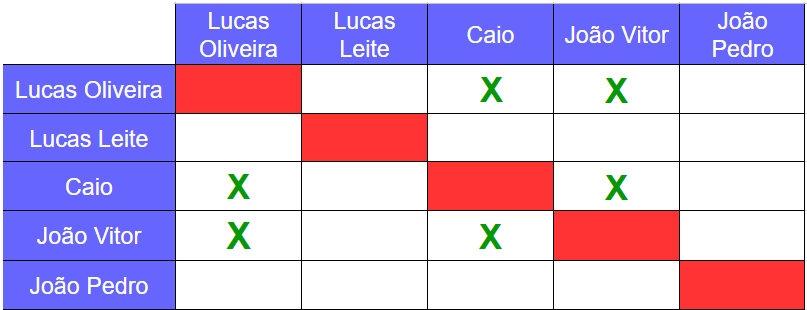 Lucas
Oliveira
Lucas
Leite
Caio
João Vitor
João
Pedro
Lucas Oliveira
X
X
Lucas Leite
Caio
X
X
João Vitor
X
X
João Pedro